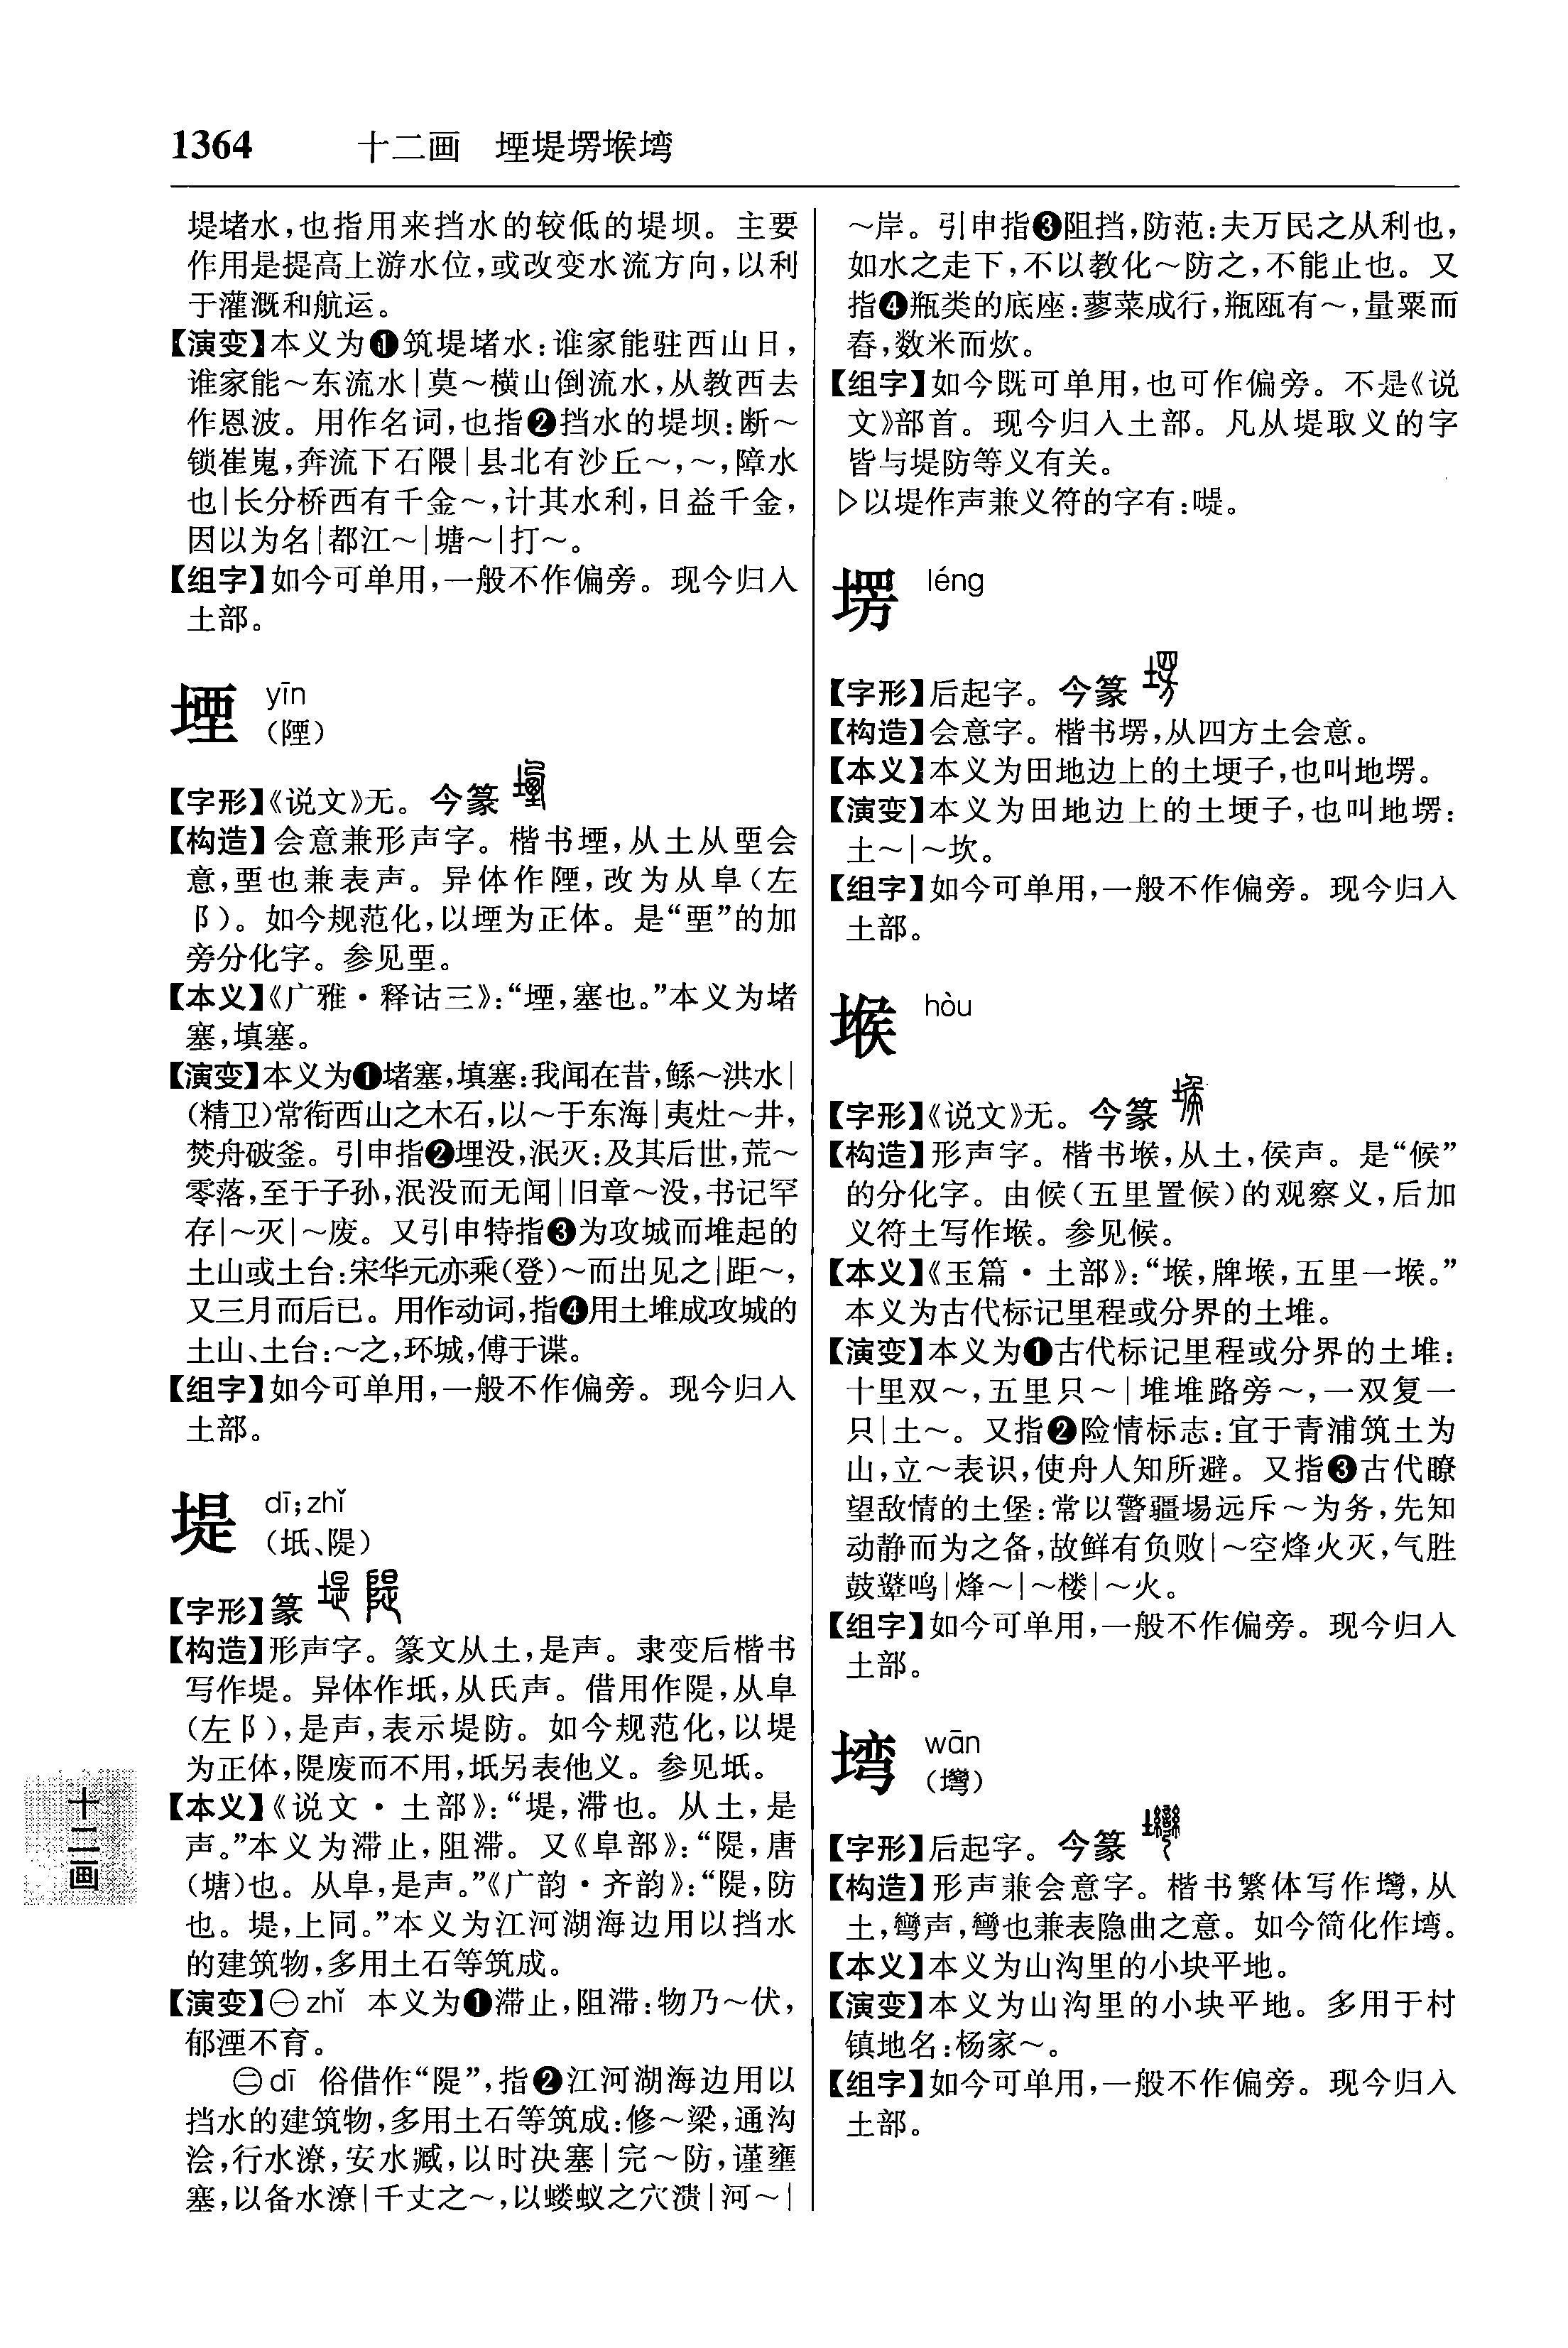 1364 十二画 堙堤塄堠塆
堤堵水,也指用来挡水的较低的堤坝。主要
作用是提高上游水位,或改变水流方向,以利
于灌溉和航运。
【演变】本义为❶筑堤堵水:谁家能驻西山日,
谁家能～东流水|莫～横山倒流水,从教西去
作恩波。用作名词,也指❷挡水的堤坝:断～
锁崔嵬,奔流下石隈|县北有沙丘～,～,障水
也|长分桥西有千金～,计其水利,日益千金,
因以为名|都江～|塘～|打～。
【组字】如今可单用,一般不作偏旁。现今归入
土部。
堙 yīn
(陻)
【字形】《说文》无。今篆
【构造】会意兼形声字。楷书堙,从土从垔会
意,垔也兼表声。异体作陻,改为从阜(左
阝)。如今规范化,以堙为正体。是“垔”的加
旁分化字。参见垔。
【本义】《广雅·释诂三》:“堙,塞也。”本义为堵
塞,填塞。
【演变】本义为❶堵塞,填塞:我闻在昔,鲧～洪水|
(精卫)常衔西山之木石,以～于东海|夷灶～井,
焚舟破釜。引申指❷埋没,泯灭:及其后世,荒～
零落,至于子孙,泯没而无闻|旧章～没,书记罕
存|～灭|～废。又引申特指❸为攻城而堆起的
土山或土台:宋华元亦乘(登)～而出见之|距～,
又三月而后已。用作动词,指❹用土堆成攻城的
土山、土台:～之,环城,傅于堞。
【组字】如今可单用,一般不作偏旁。现今归入
土部。
堤 dī;zhǐ
(坻、隄)
【字形】篆
【构造】形声字。篆文从土,是声。隶变后楷书
写作堤。异体作坻,从氐声。借用作隄,从阜
(左阝),是声,表示堤防。如今规范化,以堤
为正体,隄废而不用,坻另表他义。参见坻。
【本义】《说文·土部》:“堤,滞也。从土,是
声。”本义为滞止,阻滞。又《阜部》:“隄,唐
(塘)也。从阜,是声。”《广韵·齐韵》:“隄,防
也。堤,上同。”本义为江河湖海边用以挡水
的建筑物,多用土石等筑成。
【演变】㊀zhǐ 本义为❶滞止,阻滞:物乃～伏,
郁湮不育。
㊁dī 俗借作“隄”,指❷江河湖海边用以
挡水的建筑物,多用土石等筑成:修～梁,通沟
浍,行水潦,安水臧,以时决塞|完～防,谨壅
塞,以备水潦|千丈之～,以蝼蚁之穴溃|河～|
～岸。引申指❸阻挡,防范:夫万民之从利也,
如水之走下,不以教化～防之,不能止也。又
指❹瓶类的底座:蓼菜成行,瓶瓯有～,量粟而
舂,数米而炊。
【组字】如今既可单用,也可作偏旁。不是《说
文》部首。现今归入土部。凡从堤取义的字
皆与堤防等义有关。
▷以堤作声兼义符的字有:㖷。
塄 léng
【字形】后起字。今篆
【构造】会意字。楷书塄,从四方土会意。
【本义】本义为田地边上的土埂子,也叫地塄。
【演变】本义为田地边上的土埂子,也叫地塄:
土～|～坎。
【组字】如今可单用,一般不作偏旁。现今归入
土部。
堠 hòu
【字形】《说文》无。今篆
【构造】形声字。楷书堠,从土,侯声。是“候”
的分化字。由候(五里置候)的观察义,后加
义符土写作堠。参见候。
【本义】《玉篇·土部》:“堠,牌堠,五里一堠。”
本义为古代标记里程或分界的土堆。
【演变】本义为❶古代标记里程或分界的土堆:
十里双～,五里只～|堆堆路旁～,一双复一
只|土～。又指❷险情标志:宜于青浦筑土为
山,立～表识,使舟人知所避。又指❸古代瞭
望敌情的土堡:常以警疆埸远斥～为务,先知
动静而为之备,故鲜有负败|～空烽火灭,气胜
鼓鼙鸣|烽～|～楼|～火。
【组字】如今可单用,一般不作偏旁。现今归入
土部。
塆 wān
(壪)
【字形】后起字。今篆
【构造】形声兼会意字。楷书繁体写作壪,从
土,彎声,彎也兼表隐曲之意。如今简化作塆。
【本义】本义为山沟里的小块平地。
【演变】本义为山沟里的小块平地。多用于村
镇地名:杨家～。
【组字】如今可单用,一般不作偏旁。现今归入
土部。
十二画